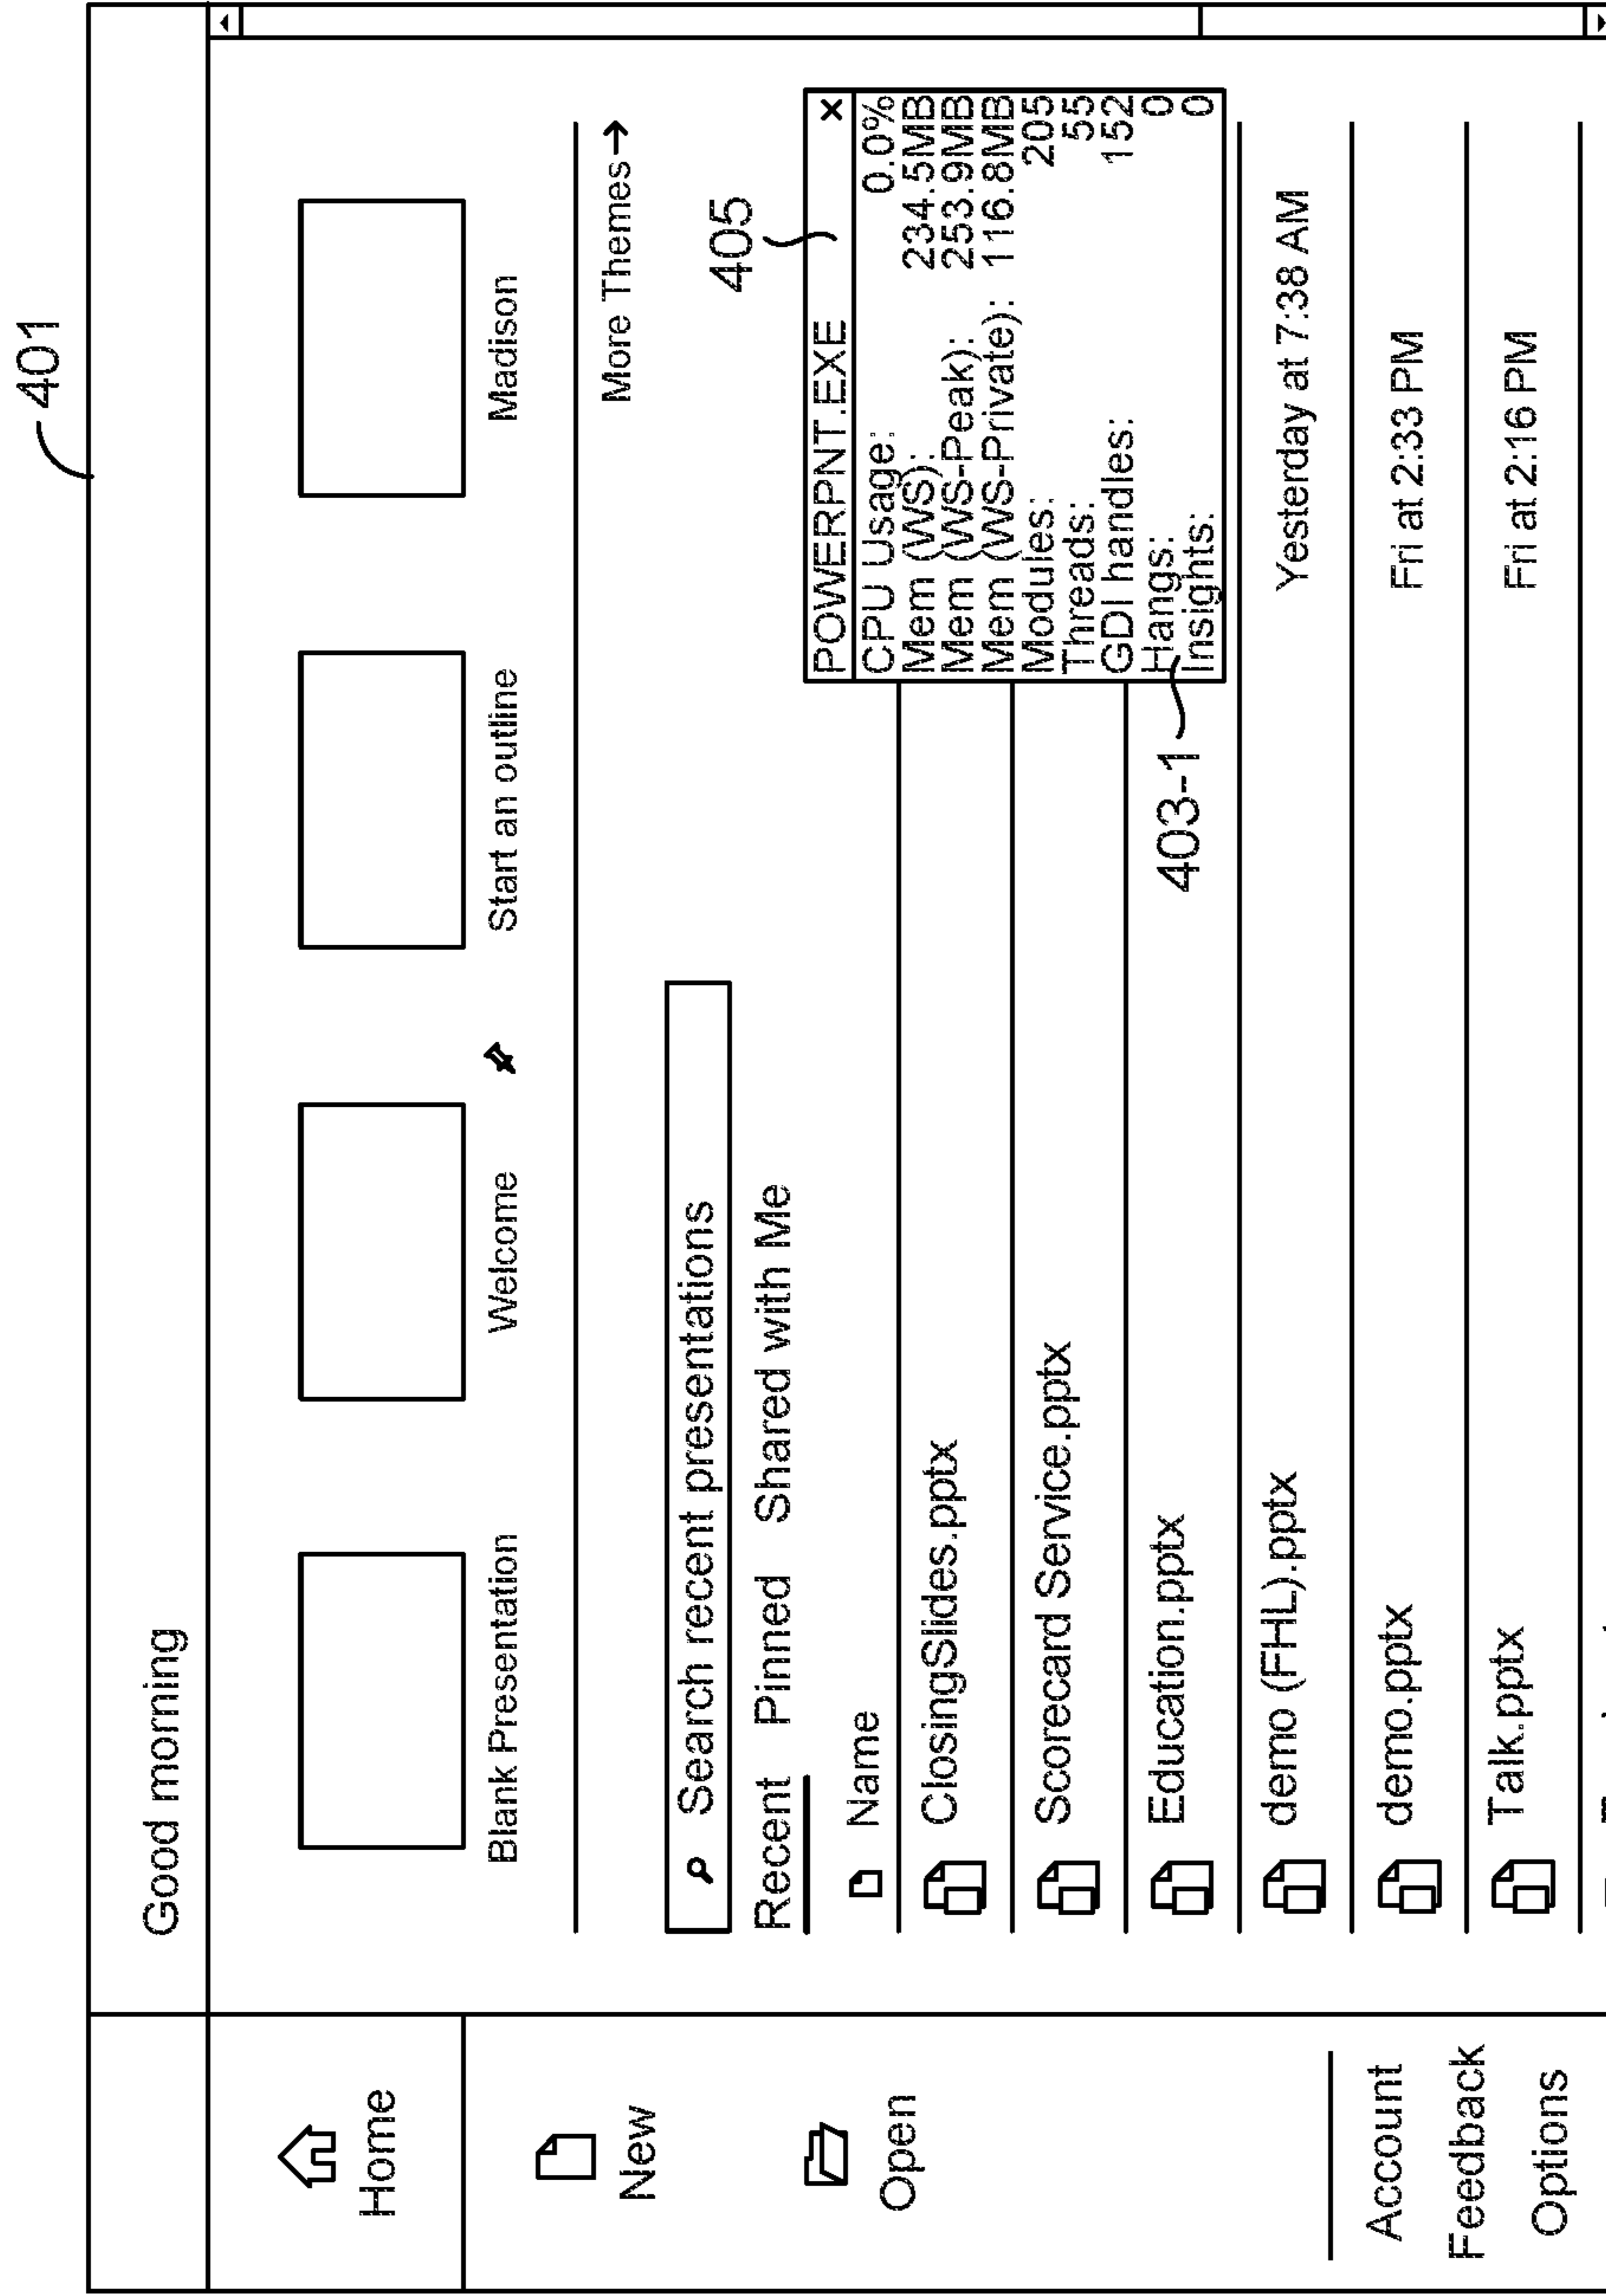 401
Good morning
Home
New
Open
Account
Feedback
Options
Blank Presentation
Welcome
Start an outline
Madison
More Themes
Search recent presentations
Recent Pinned Shared with Me
Name
ClosingSlides.pptx
Scorecard Service.pptx
Education.pptx
demo (FHL).pptx Yesterday at 7:38 AM
demo.pptx Fri at 2:33 PM
Talk.pptx Fri at 2:16 PM
405
POWERPNT.EXE ×
CPU Usage: 0.0%
Mem (WS): 234.5MB
Mem (WS-Peak): 253.9MB
Mem (WS-Private): 116.8MB
Modules: 205
Threads: 55
GDI handles: 152
Hangs: 0
Insights: 0
403-1